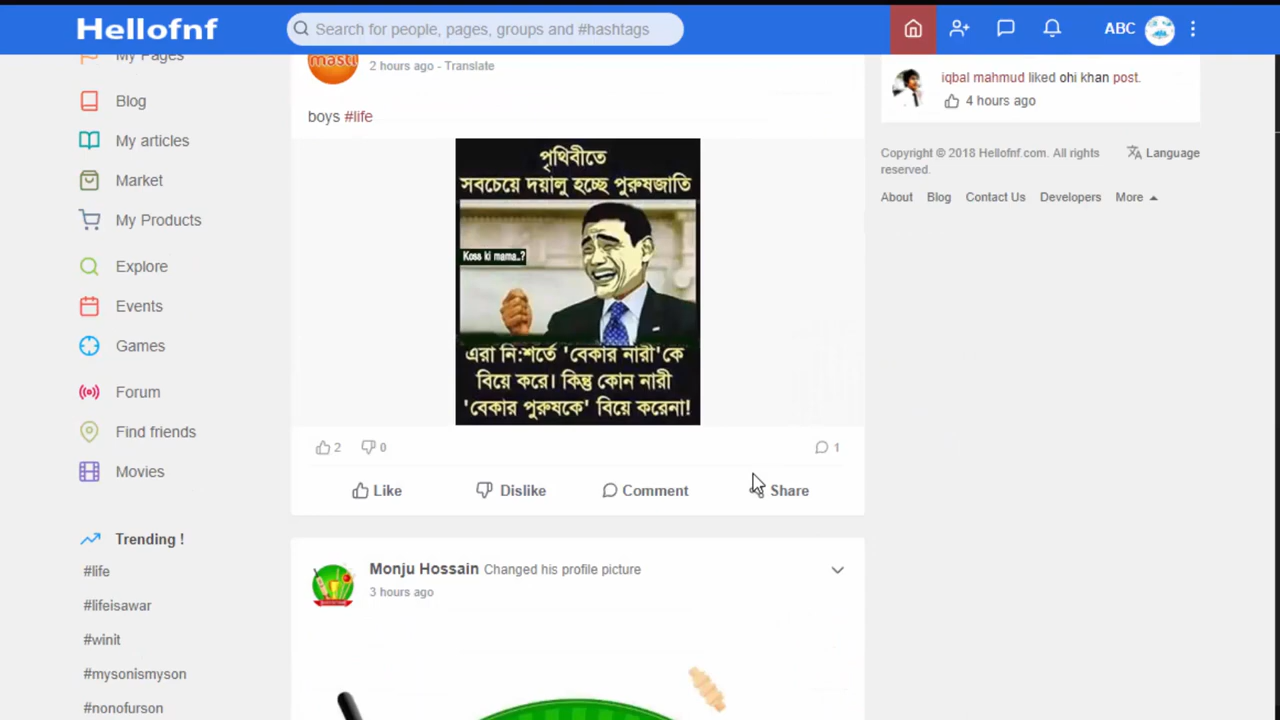 Hellofnf
Search for people, pages, groups and #hashtags
ABC
My Pages
Blog
My articles
Market
My Products
Explore
Events
Games
Forum
Find friends
Movies
Trending !
#life
#lifeisawar
#winit
#mysonismyson
#nonofurson
masti
2 hours ago - Translate
boys #life
পৃথিবীতে
সবচেয়ে দয়ালু হচ্ছে পুরুষজাতি
Koss ki mama..?
এরা নি:শর্তে 'বেকার নারী'কে
বিয়ে করে। কিন্তু কোন নারী
'বেকার পুরুষকে' বিয়ে করেনা!
2 0 1
Like Dislike Comment Share
Monju Hossain Changed his profile picture
3 hours ago
iqbal mahmud liked ohi khan post.
4 hours ago
Copyright © 2018 Hellofnf.com. All rights
reserved.
Language
About Blog Contact Us Developers More